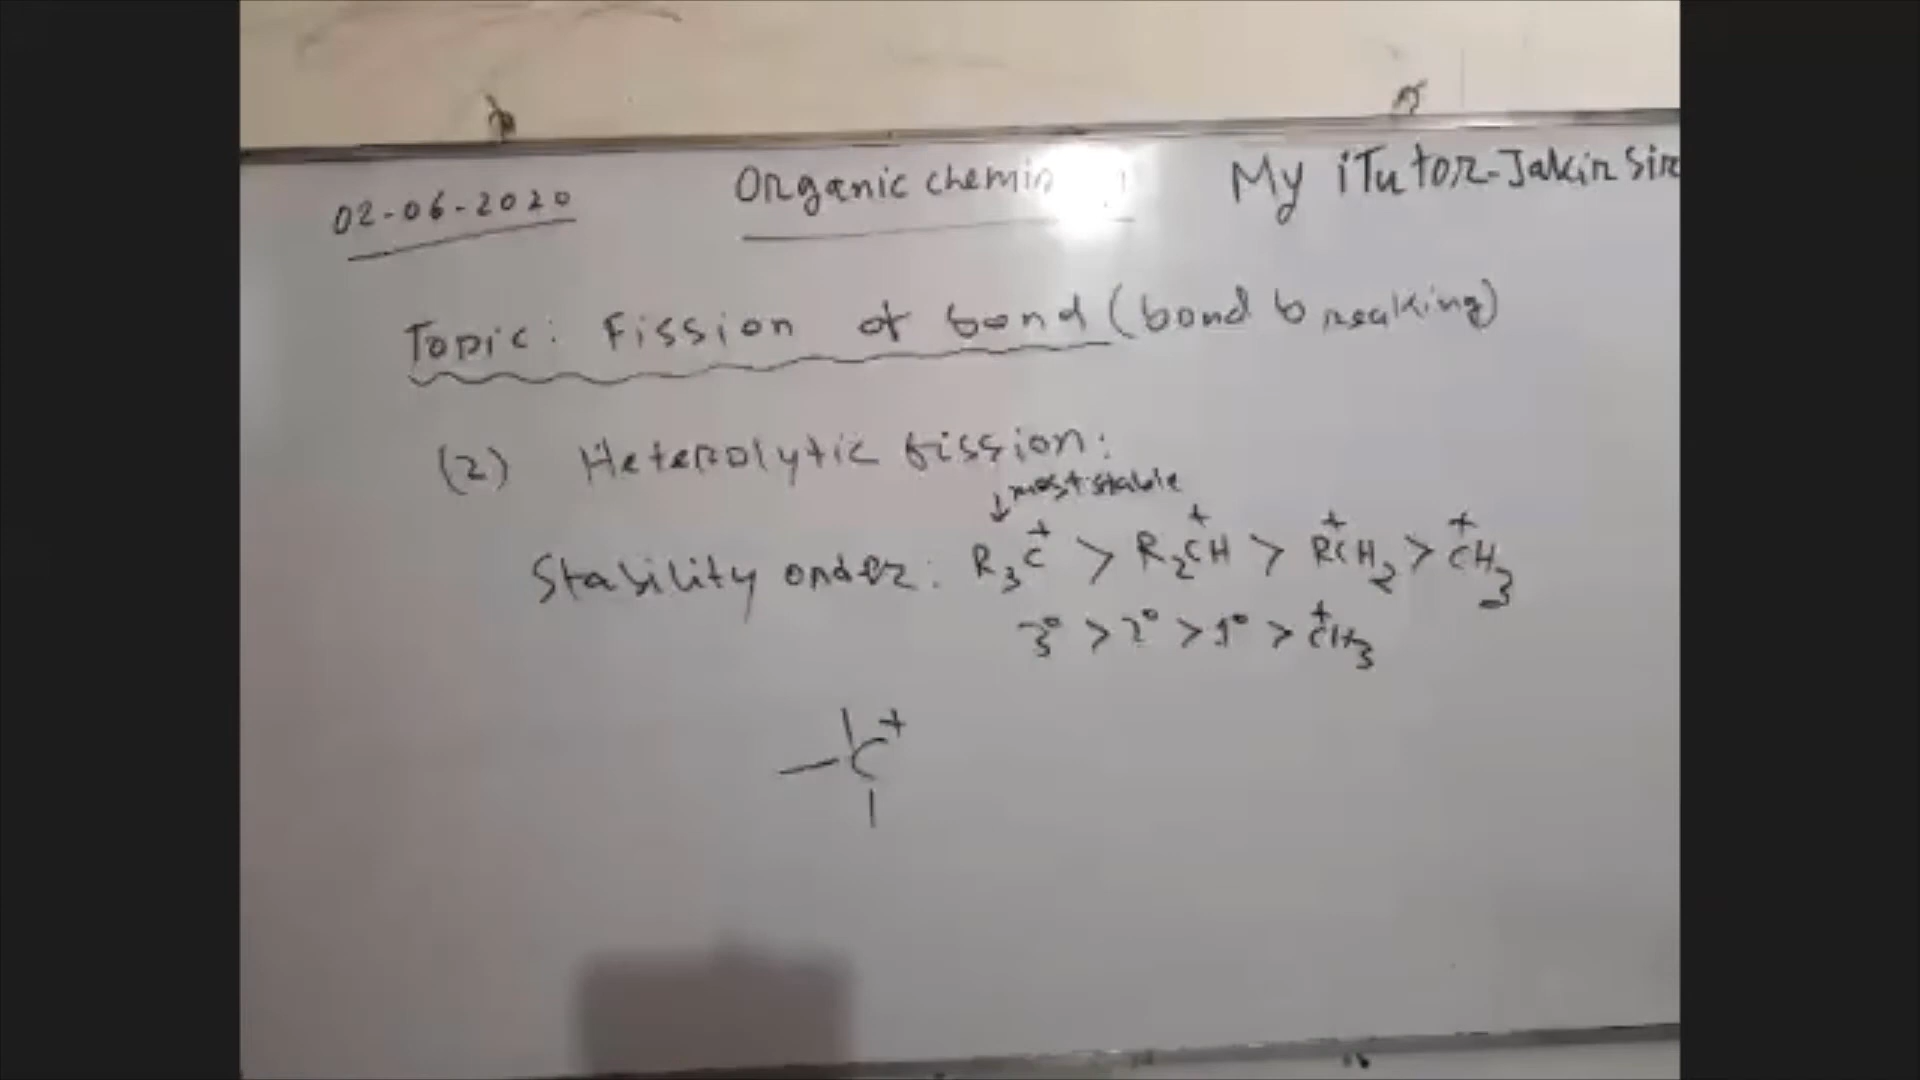 02-06-2020 Organic My iTutor-Jakir Sir
Topic: Fission of bond (bond breaking)
(2) Heterolytic fission:
↓ most stable
Stability order: R₃C⁺ > R₂C⁺H > RC⁺H₂ > C⁺H₃
3° > 2° > 1° > C⁺H₃
C⁺